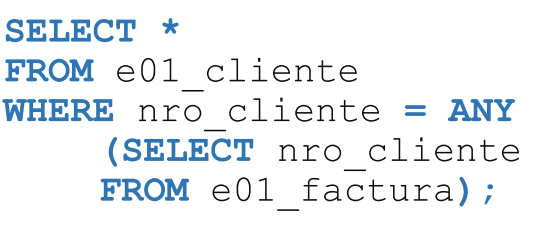 SELECT *
FROM e01_cliente
WHERE nro_cliente = ANY
(SELECT nro_cliente
FROM e01_factura);